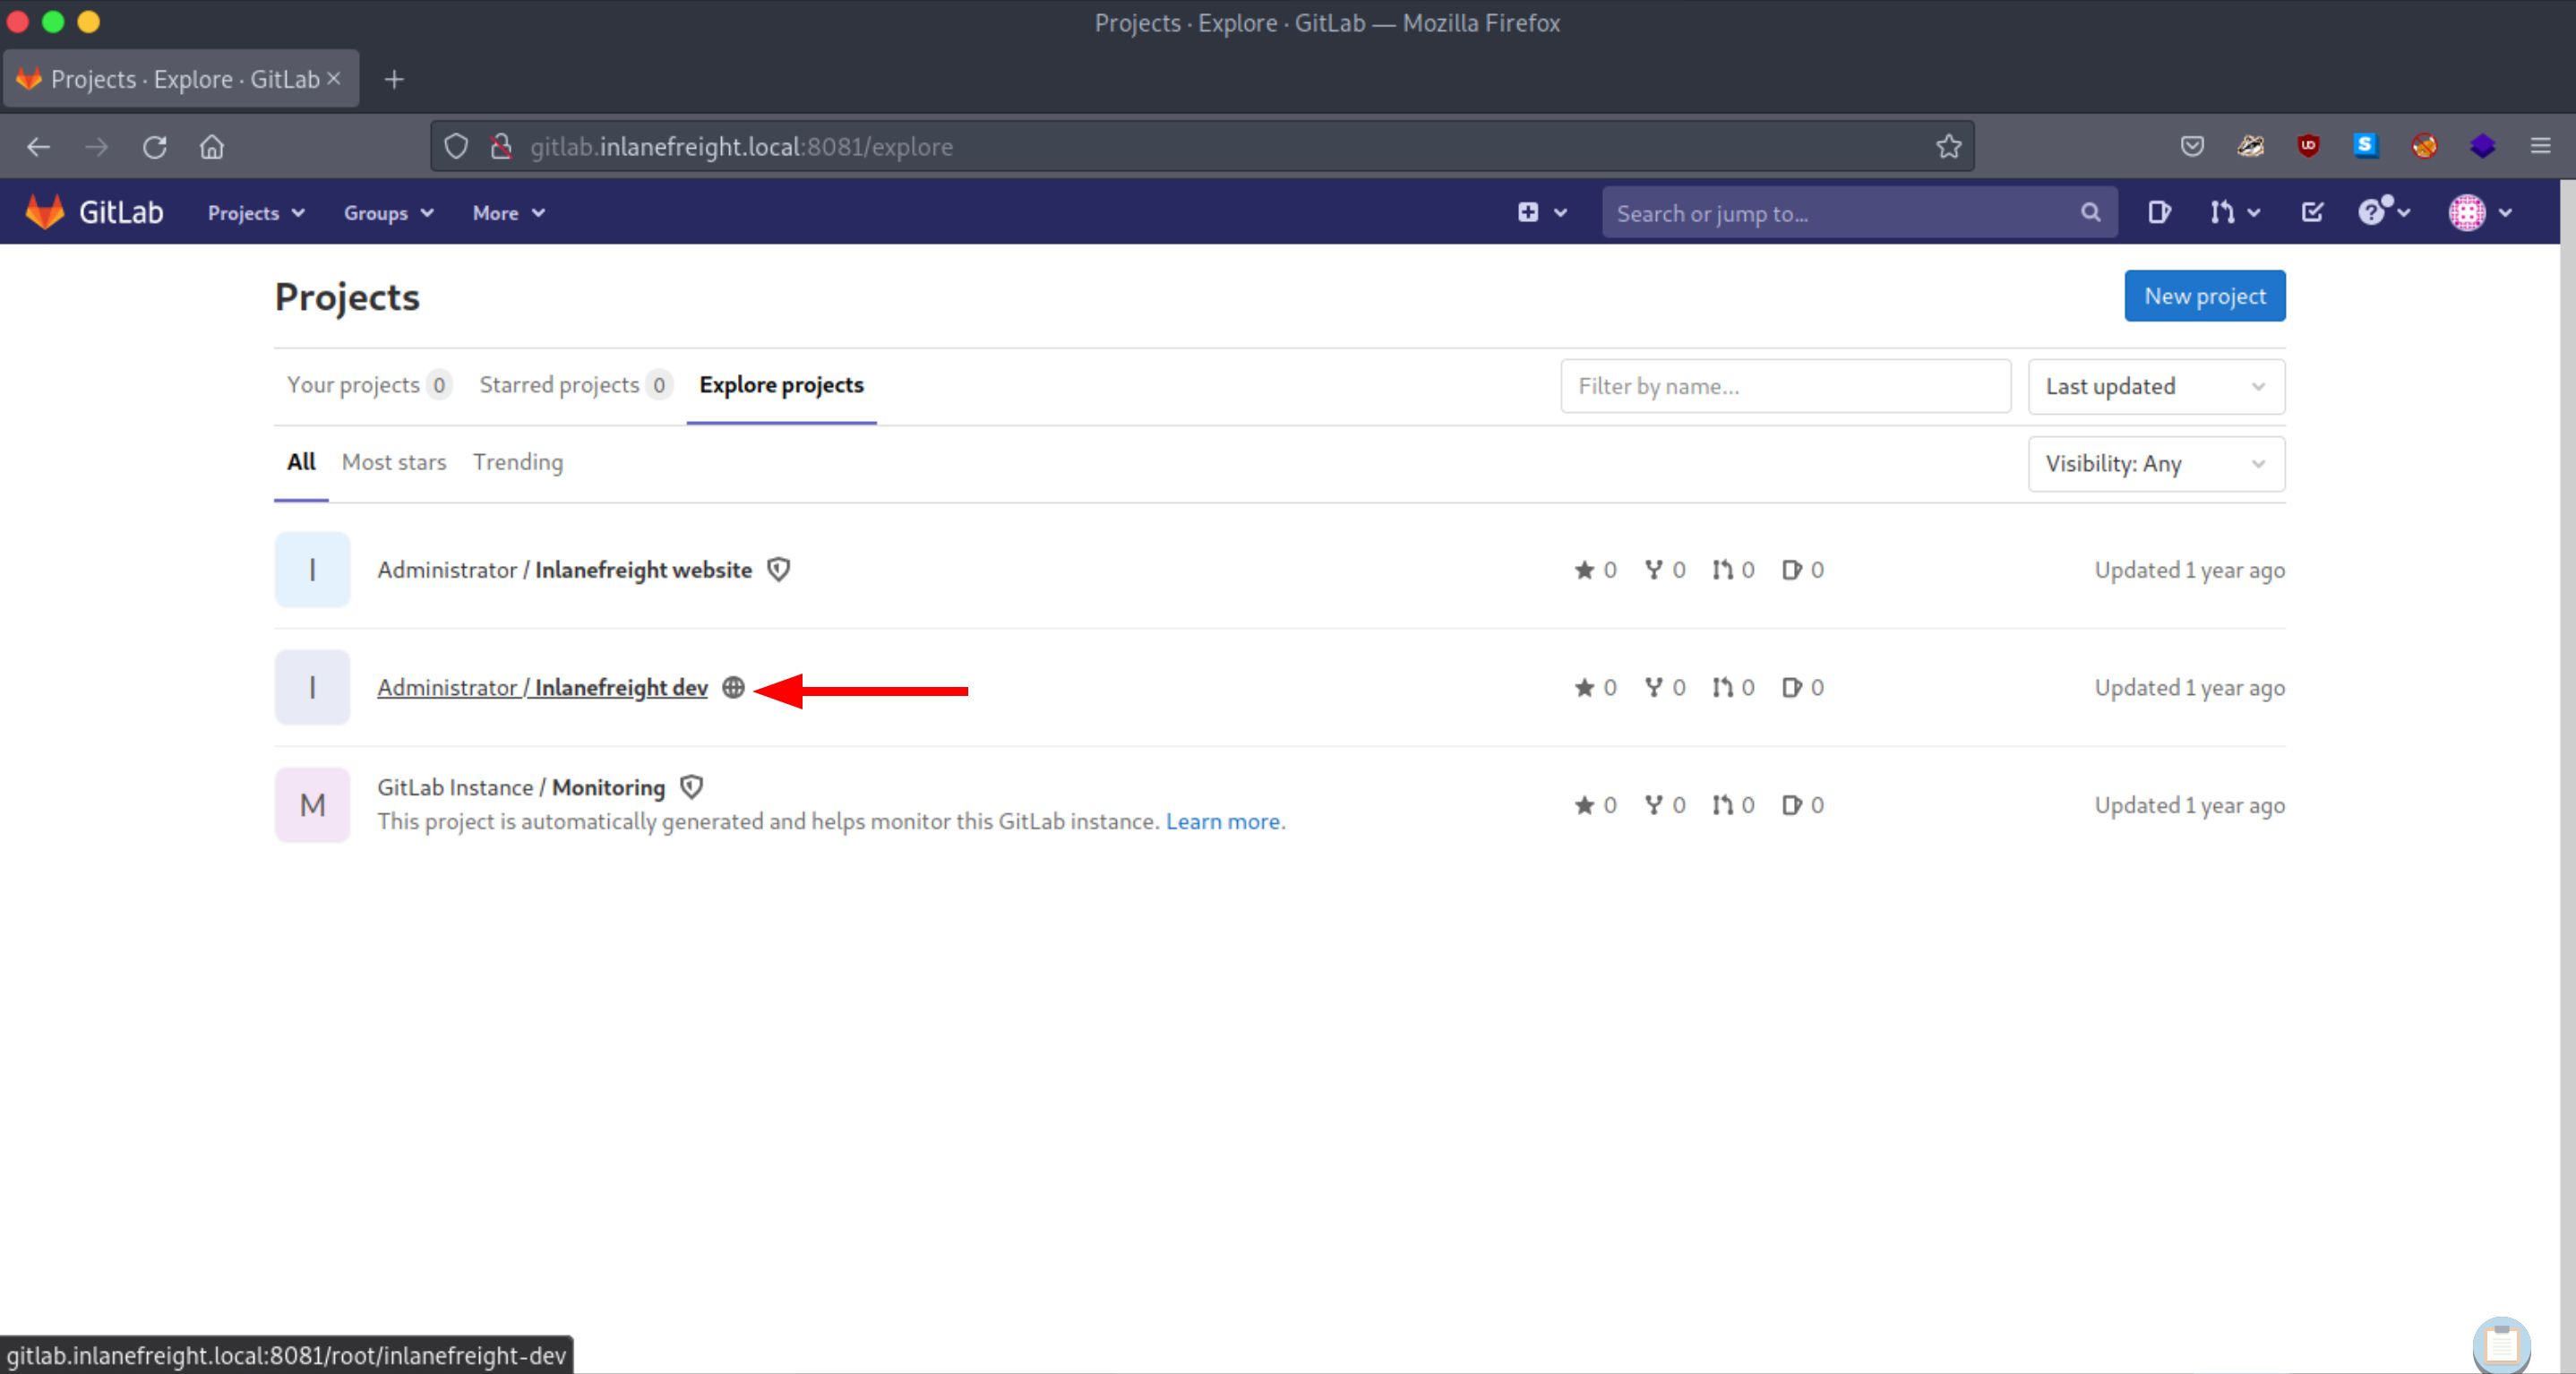 Projects · Explore · GitLab — Mozilla Firefox
Projects · Explore · GitLab
gitlab.inlanefreight.local:8081/explore
GitLab Projects Groups More Search or jump to...
Projects New project
Your projects 0 Starred projects 0 Explore projects Filter by name... Last updated
All Most stars Trending Visibility: Any
I Administrator / Inlanefreight website 0 0 0 0 Updated 1 year ago
I Administrator / Inlanefreight dev 0 0 0 0 Updated 1 year ago
M GitLab Instance / Monitoring 0 0 0 0 Updated 1 year ago
This project is automatically generated and helps monitor this GitLab instance. Learn more.
gitlab.inlanefreight.local:8081/root/inlanefreight-dev